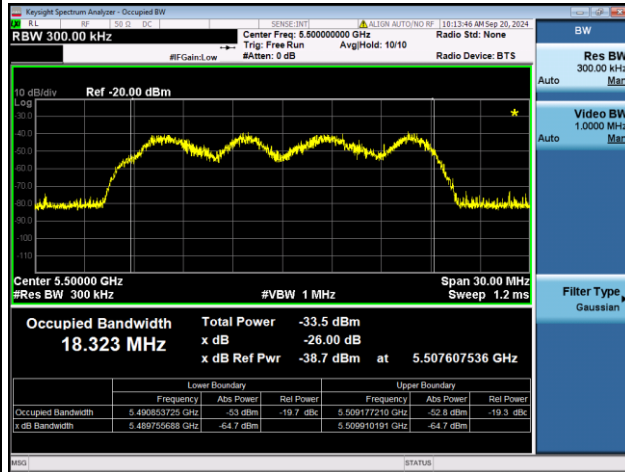 Keysight Spectrum Analyzer - Occupied BW
RL RF 50 Ω DC SENSE:INT ALIGN AUTO/NO RF 10:13:46 AM Sep 20, 2024
RBW 300.00 kHz
Center Freq: 5.500000000 GHz
Radio Std: None
Trig: Free Run
Avg|Hold: 10/10
#IFGain:Low
#Atten: 0 dB
Radio Device: BTS
10 dB/div
Ref -20.00 dBm
Log
-30.0
-40.0
-50.0
-60.0
-70.0
-80.0
-90.0
-100
-110
Center 5.50000 GHz
Span 30.00 MHz
#Res BW 300 kHz
#VBW 1 MHz
Sweep 1.2 ms
Occupied Bandwidth
18.323 MHz
Total Power -33.5 dBm
x dB -26.00 dB
x dB Ref Pwr -38.7 dBm at 5.507607536 GHz
Lower Boundary Upper Boundary
Frequency Abs Power Rel Power Frequency Abs Power Rel Power
Occupied Bandwidth 5.490853725 GHz -53 dBm -19.7 dBc 5.509177210 GHz -52.8 dBm -19.3 dBc
x dB Bandwidth 5.489755688 GHz -64.7 dBm 5.509910191 GHz -64.7 dBm
MSG
STATUS
BW
Res BW
300.00 kHz
Auto Man
Video BW
1.0000 MHz
Auto Man
Filter Type
Gaussian